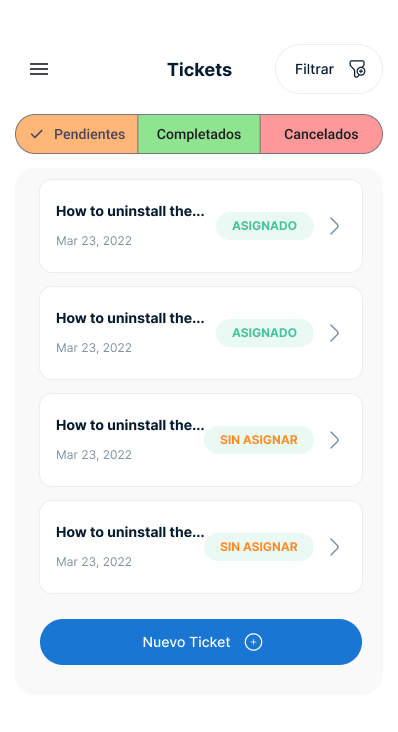 Tickets
Filtrar
Pendientes
Completados
Cancelados
How to uninstall the...
ASIGNADO
Mar 23, 2022
How to uninstall the...
ASIGNADO
Mar 23, 2022
How to uninstall the...
SIN ASIGNAR
Mar 23, 2022
How to uninstall the...
SIN ASIGNAR
Mar 23, 2022
Nuevo Ticket